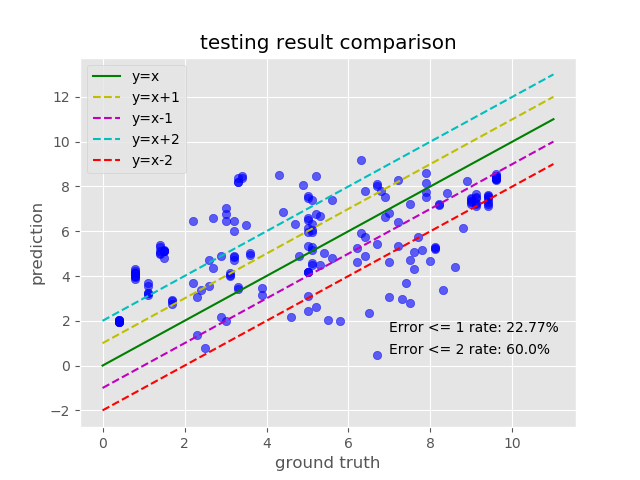 testing result comparison
y=x
y=x+1
y=x-1
y=x+2
y=x-2
12
10
8
6
4
2
0
−2
prediction
Error <= 1 rate: 22.77%
Error <= 2 rate: 60.0%
0
2
4
6
8
10
ground truth